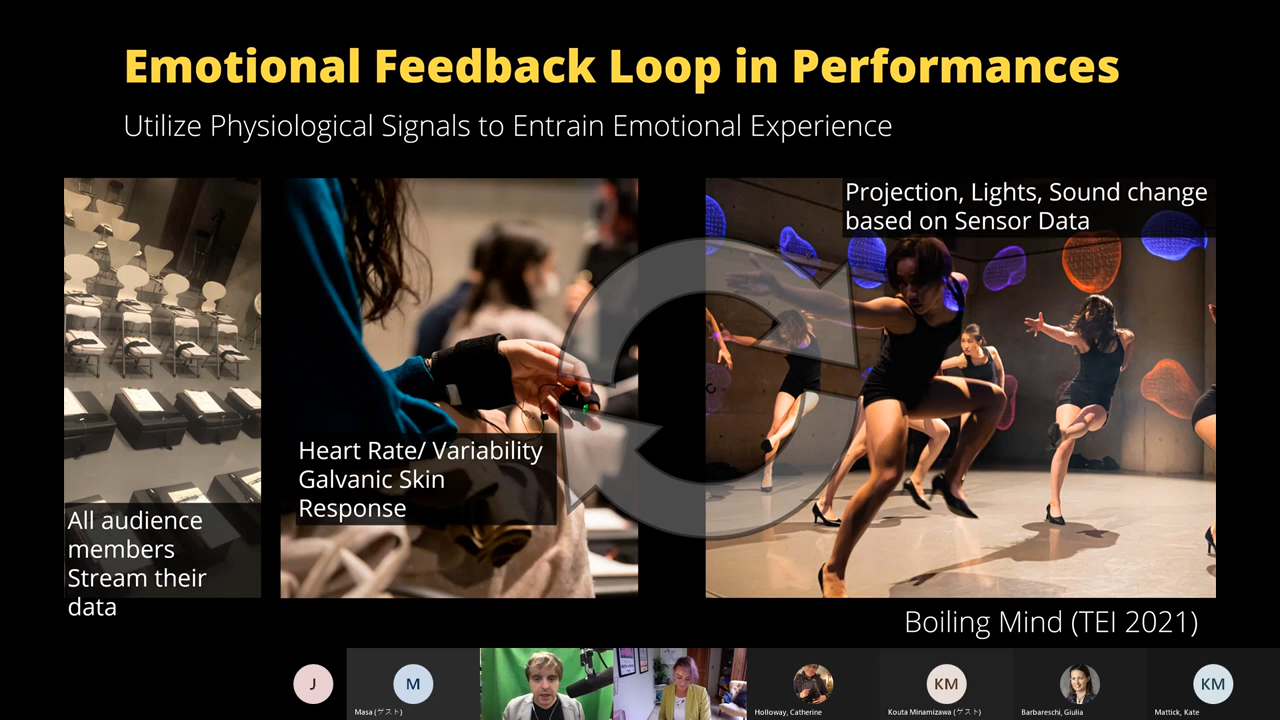 Emotional Feedback Loop in Performances
Utilize Physiological Signals to Entrain Emotional Experience
Projection, Lights, Sound change
based on Sensor Data
Heart Rate/ Variability
Galvanic Skin
Response
All audience
members
Stream their
data
Boiling Mind (TEI 2021)
J
M
KM
KM
Masa (ゲスト)
Holloway, Catherine
Kouta Minamizawa (ゲスト)
Barbareschi, Giulia
Mattick, Kate